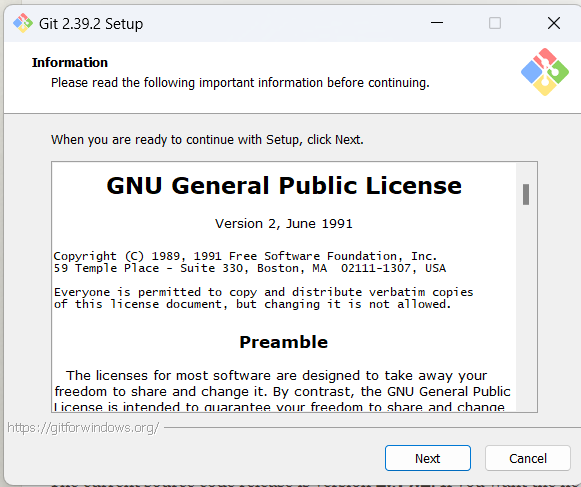 Git 2.39.2 Setup
Information
Please read the following important information before continuing.
When you are ready to continue with Setup, click Next.
GNU General Public License
Version 2, June 1991
Copyright (C) 1989, 1991 Free Software Foundation, Inc.
59 Temple Place - Suite 330, Boston, MA  02111-1307, USA
Everyone is permitted to copy and distribute verbatim copies
of this license document, but changing it is not allowed.
Preamble
The licenses for most software are designed to take away your
freedom to share and change it. By contrast, the GNU General Public
License is intended to guarantee your freedom to share and change
https://gitforwindows.org/
Next
Cancel